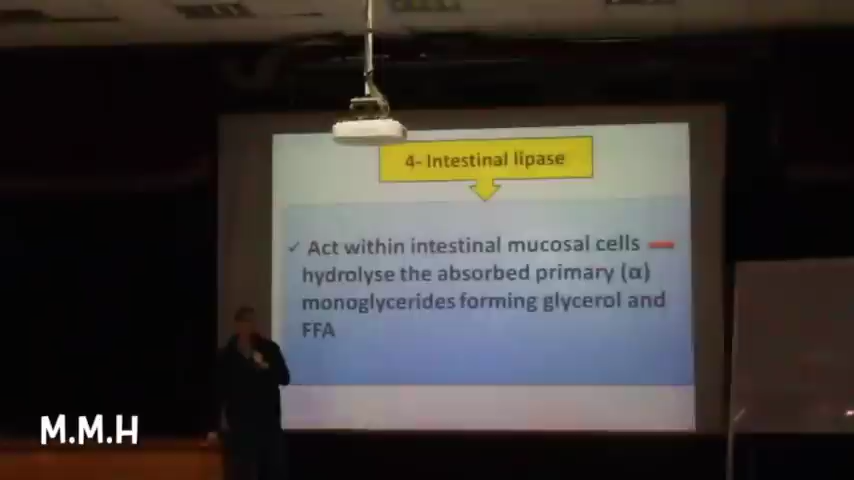 4- Intestinal lipase
✓ Act within intestinal mucosal cells
hydrolyse the absorbed primary (α)
monoglycerides forming glycerol and
FFA
M.M.H